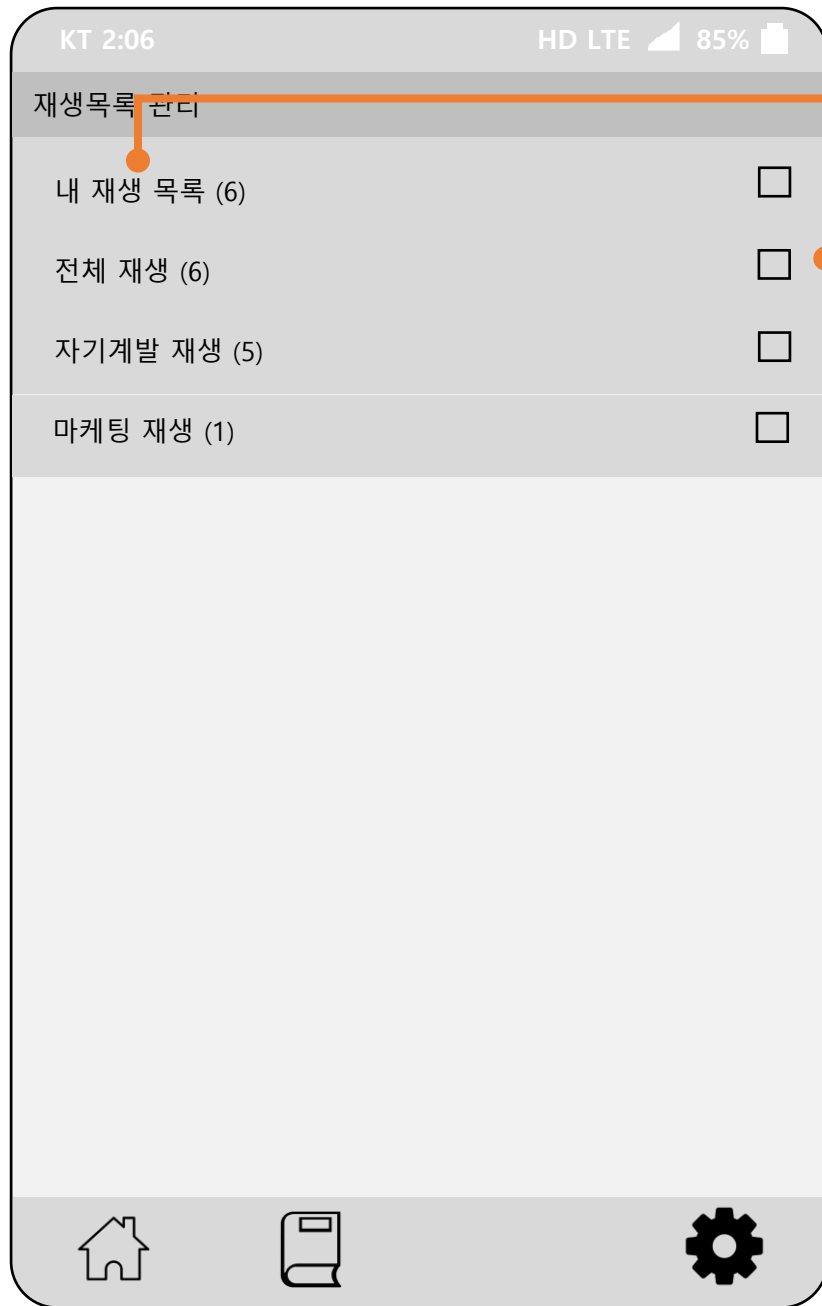 KT 2:06 HD LTE 85%
재생목록 관리
내 재생 목록 (6)
전체 재생 (6)
자기계발 재생 (5)
마케팅 재생 (1)